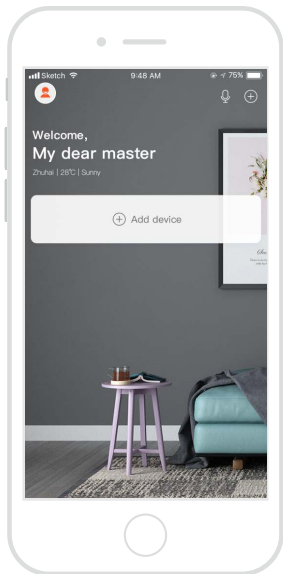 Sketch 9:48 AM 75%
Welcome,
My dear master
Zhuhai | 28℃ | Sunny
Add device